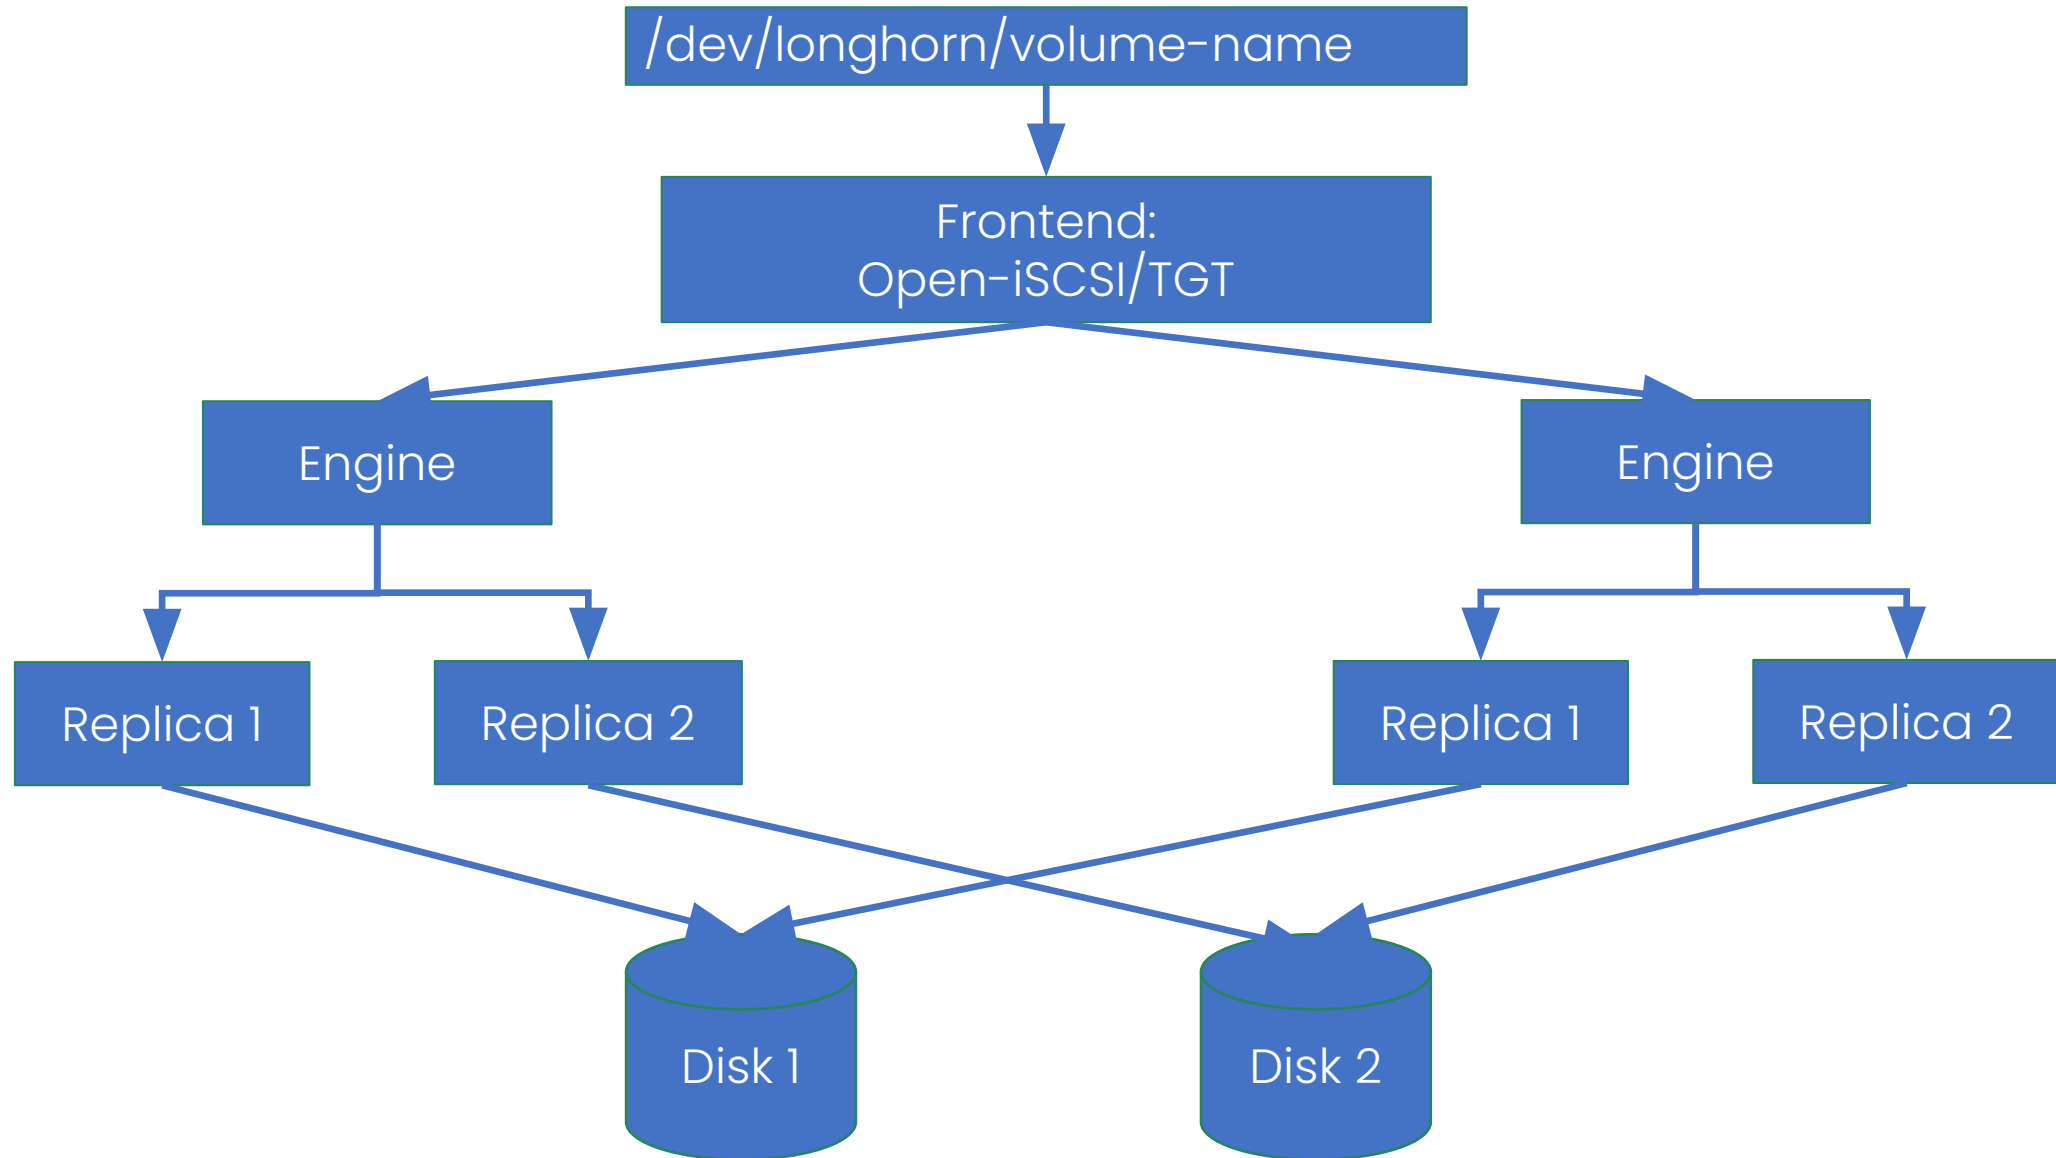 /dev/longhorn/volume-name
Frontend:
Open-iSCSI/TGT
Engine
Engine
Replica 1
Replica 2
Replica 1
Replica 2
Disk 1
Disk 2